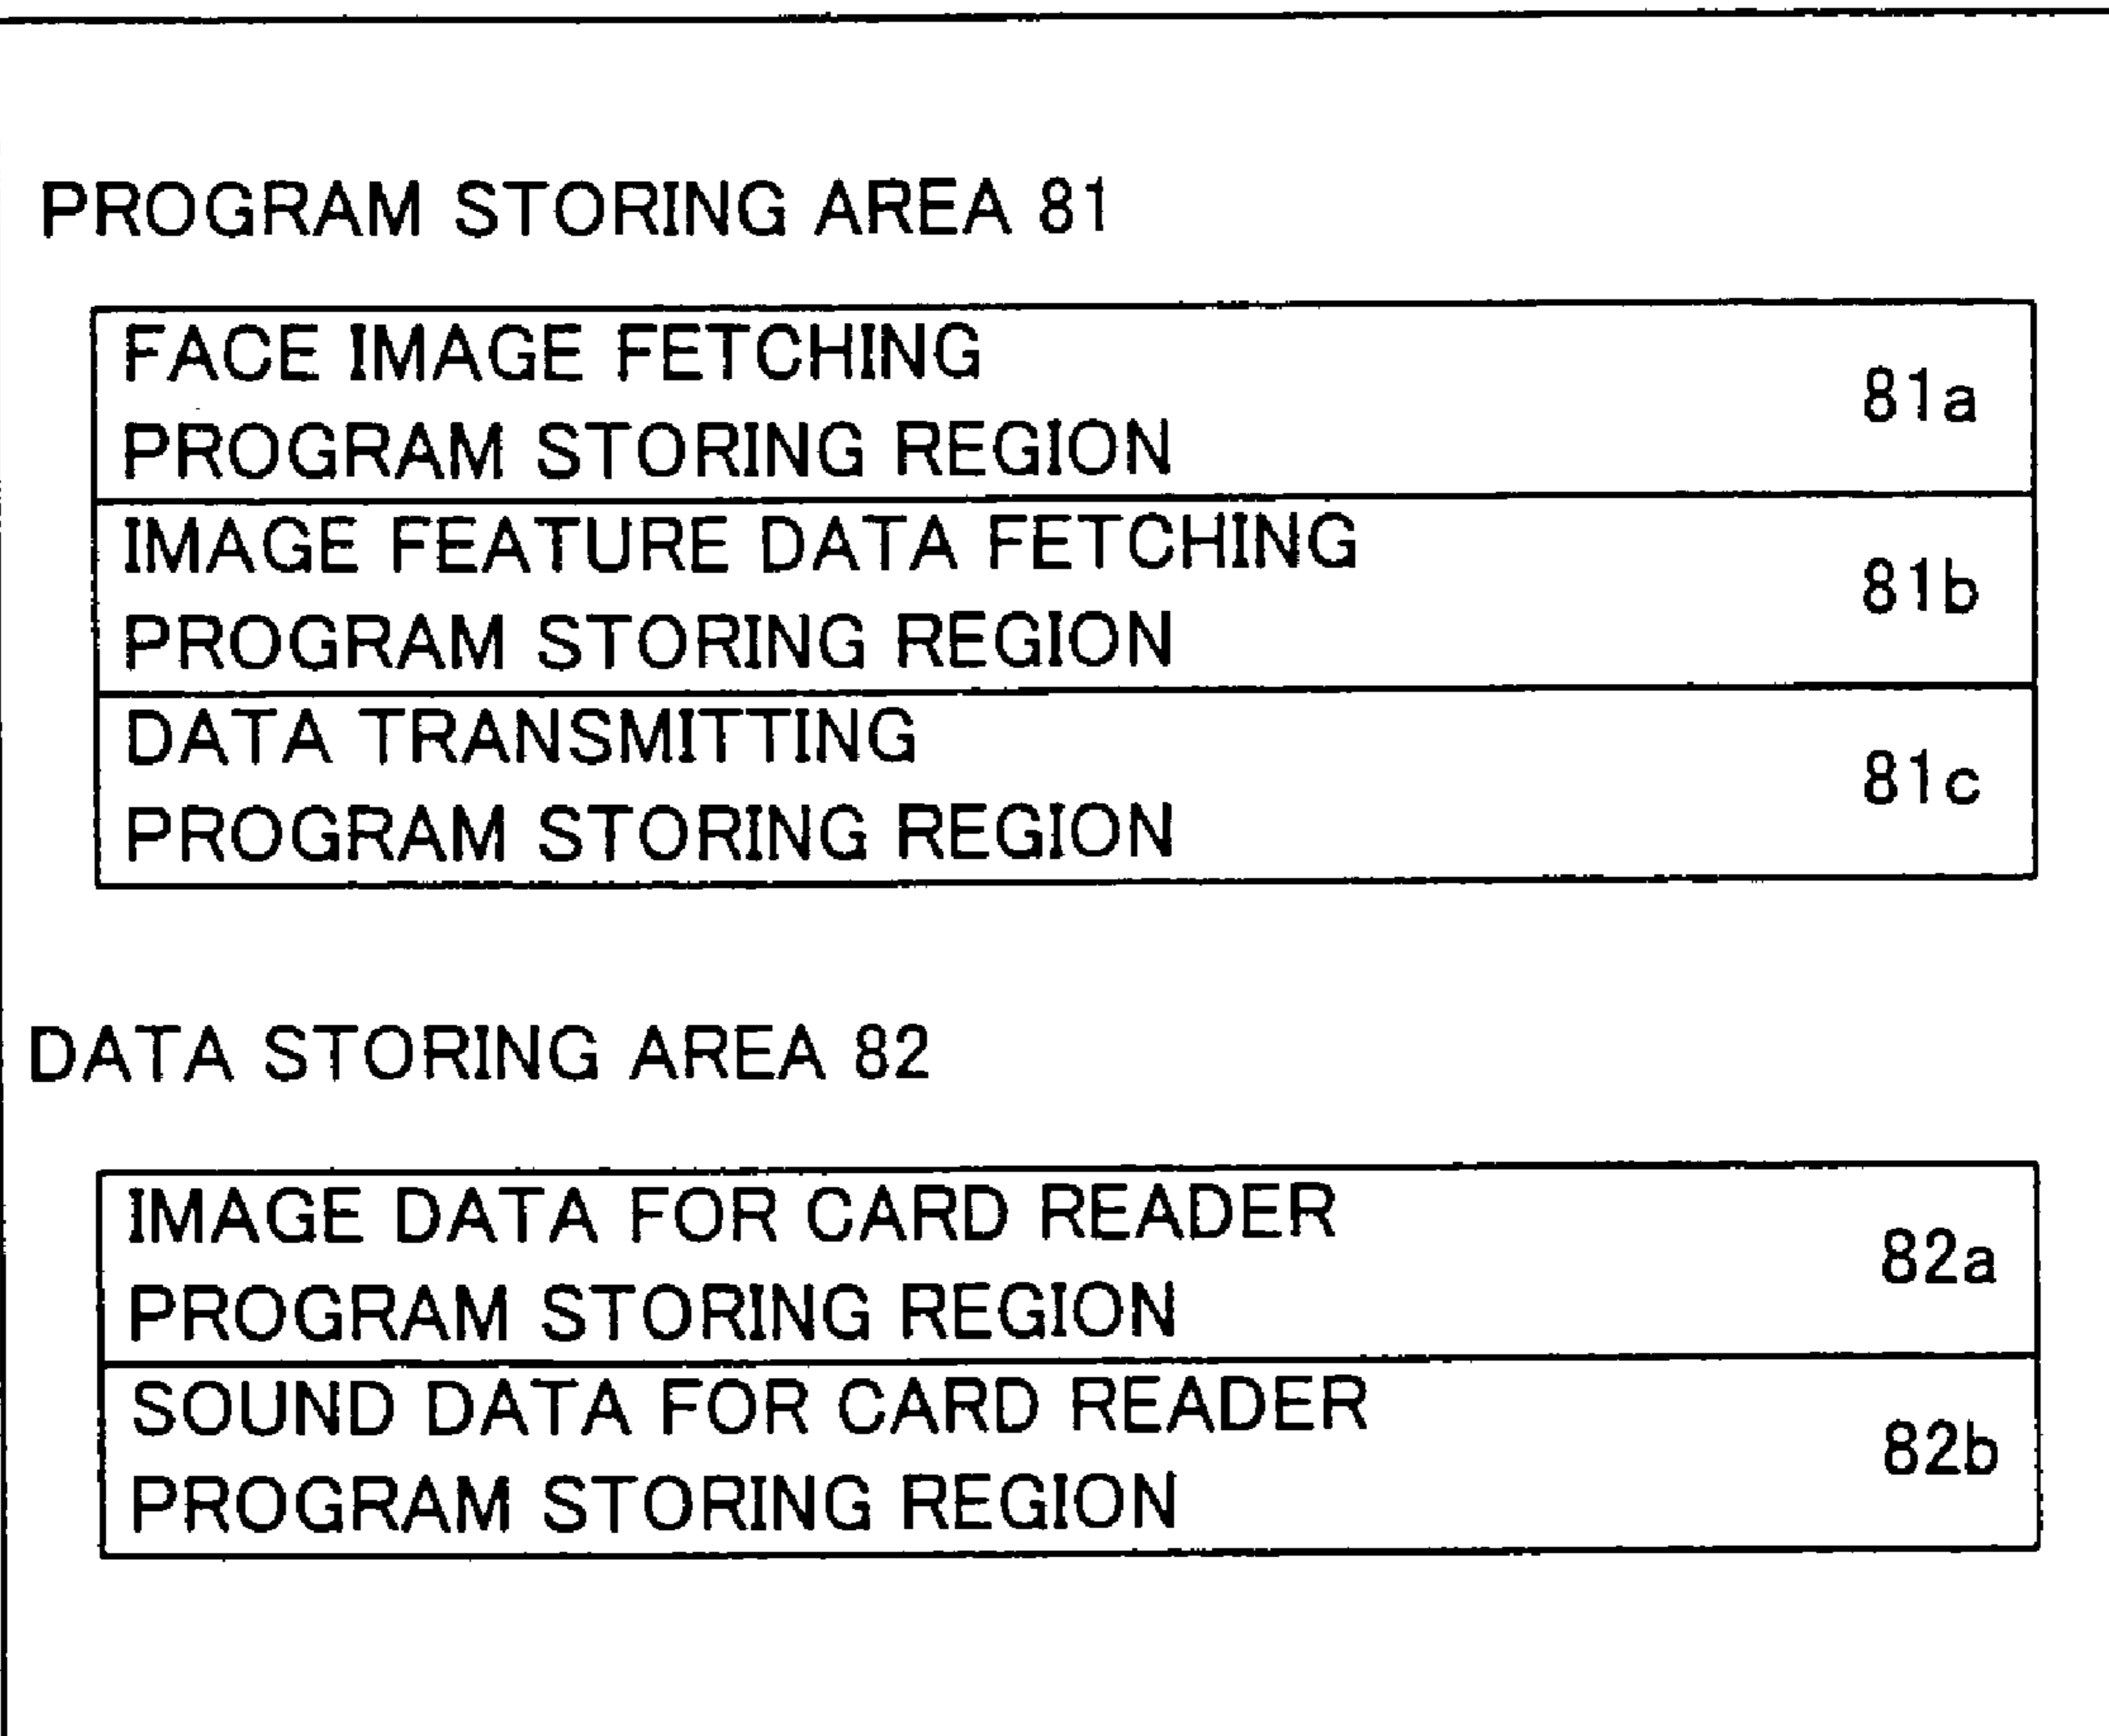 PROGRAM STORING AREA 81
FACE IMAGE FETCHING
PROGRAM STORING REGION
81a
IMAGE FEATURE DATA FETCHING
PROGRAM STORING REGION
81b
DATA TRANSMITTING
PROGRAM STORING REGION
81c
DATA STORING AREA 82
IMAGE DATA FOR CARD READER
PROGRAM STORING REGION
82a
SOUND DATA FOR CARD READER
PROGRAM STORING REGION
82b